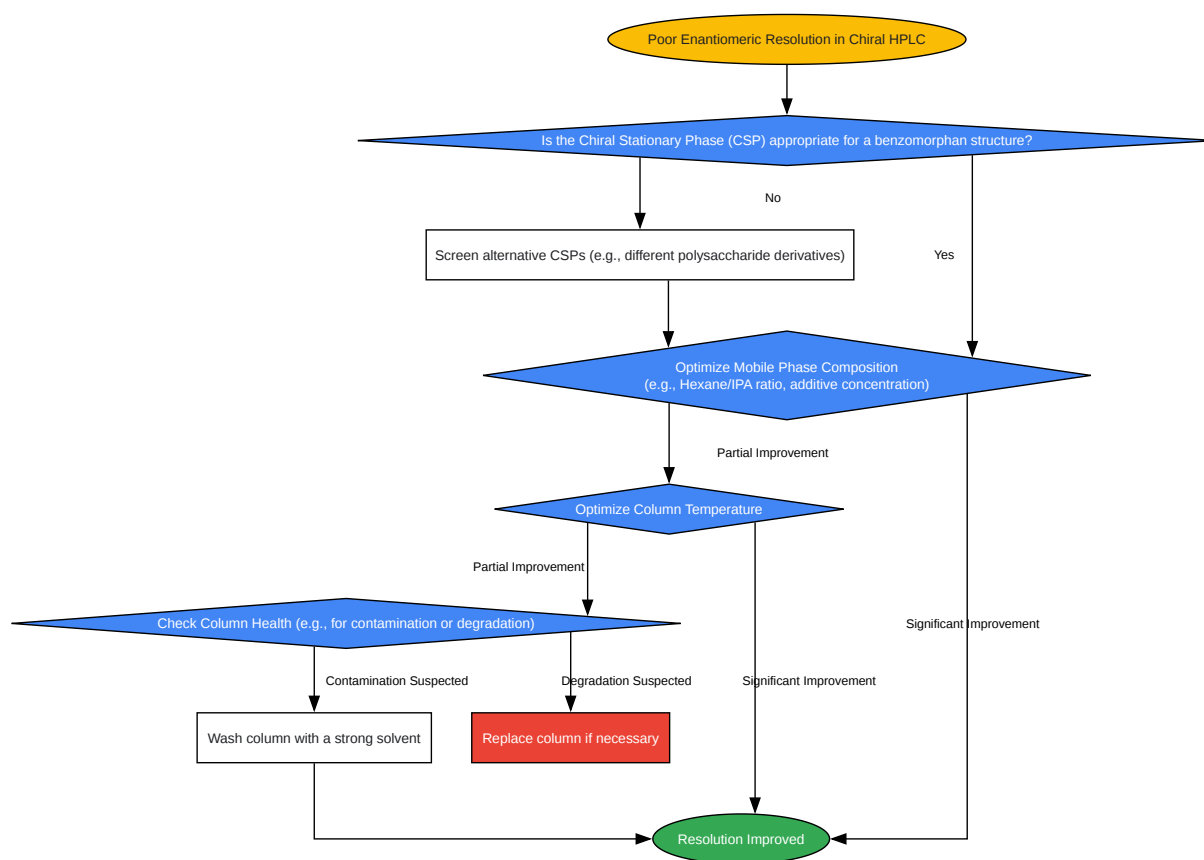 Poor Enantiomeric Resolution in Chiral HPLC
Is the Chiral Stationary Phase (CSP) appropriate for a benzomorphan structure?
No
Screen alternative CSPs (e.g., different polysaccharide derivatives)
Yes
Optimize Mobile Phase Composition
(e.g., Hexane/IPA ratio, additive concentration)
Partial Improvement
Optimize Column Temperature
Partial Improvement
Check Column Health (e.g., for contamination or degradation)
Significant Improvement
Contamination Suspected
Degradation Suspected
Significant Improvement
Wash column with a strong solvent
Replace column if necessary
Resolution Improved